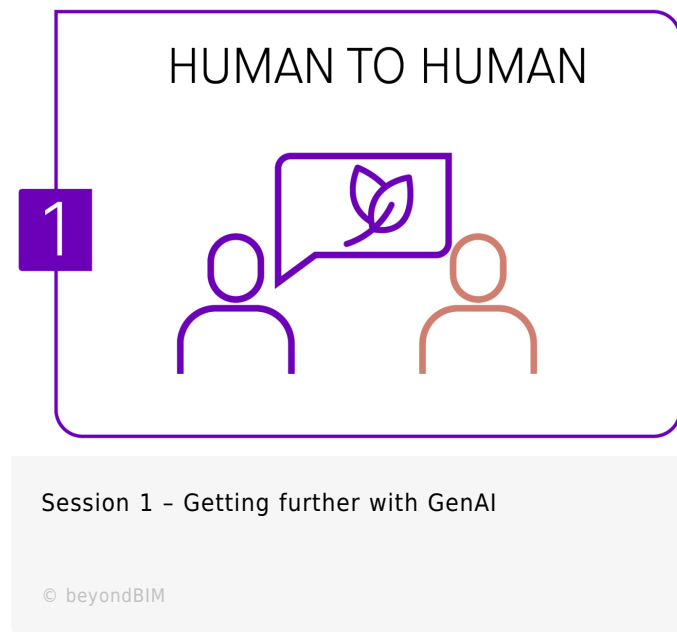 HUMAN TO HUMAN
1
Session 1 – Getting further with GenAI
© beyondBIM